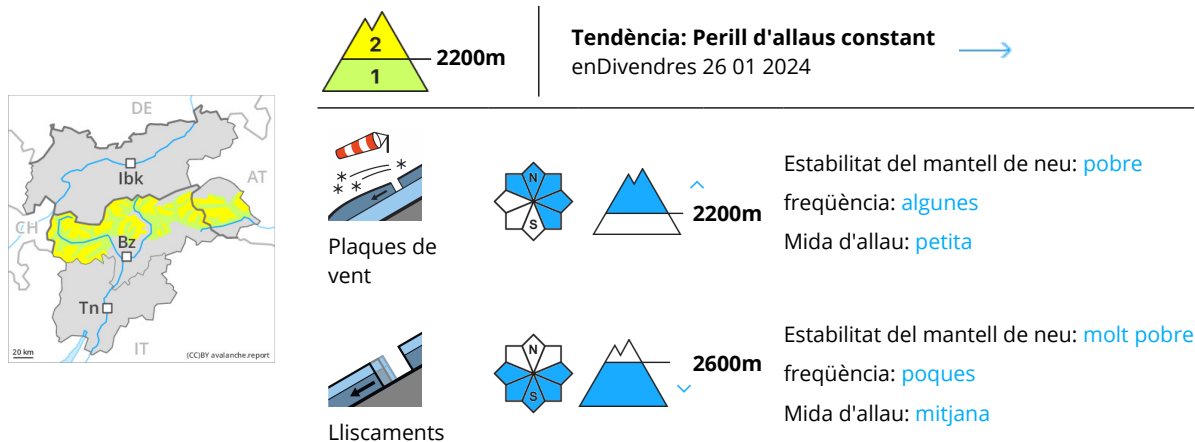 DE
Ibk
AT
CH
Bz
Tn
IT
20 km
(CC)BY avalanche.report
2
1
2200m
Tendència: Perill d'allaus constant
enDivendres 26 01 2024
Plaques de
vent
N
S
2200m
Estabilitat del mantell de neu: pobre
freqüència: algunes
Mida d'allau: petita
Lliscaments
N
S
2600m
Estabilitat del mantell de neu: molt pobre
freqüència: poques
Mida d'allau: mitjana